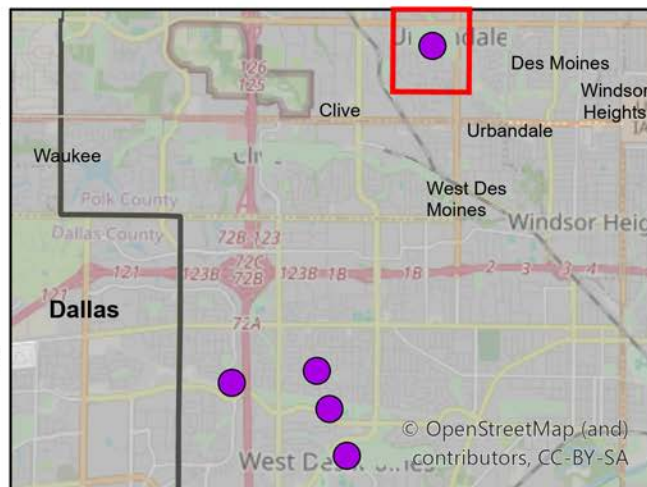 126
125
Des Moines
Windsor
Heights
Clive
Urbandale
Waukee
West Des
Moines
Polk County
Dallas County
Windsor Heig
72B 123
72C
72B
121
123B
123B
1B
1B
2
3
3
4
121
Dallas
72A
© OpenStreetMap (and)
contributors, CC-BY-SA
West Des